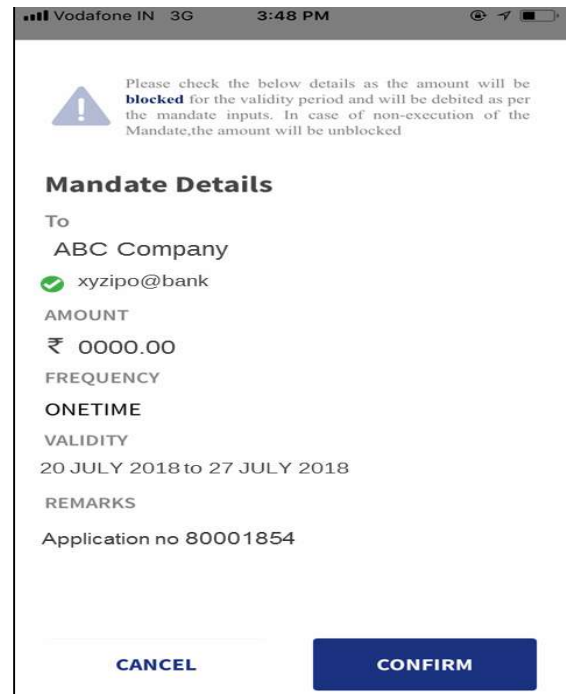 Vodafone IN 3G 3:48 PM
Please check the below details as the amount will be
blocked for the validity period and will be debited as per
the mandate inputs. In case of non-execution of the
Mandate,the amount will be unblocked
Mandate Details
To
ABC Company
xyzipo@bank
AMOUNT
₹ 0000.00
FREQUENCY
ONETIME
VALIDITY
20 JULY 2018 to 27 JULY 2018
REMARKS
Application no 80001854
CANCEL CONFIRM